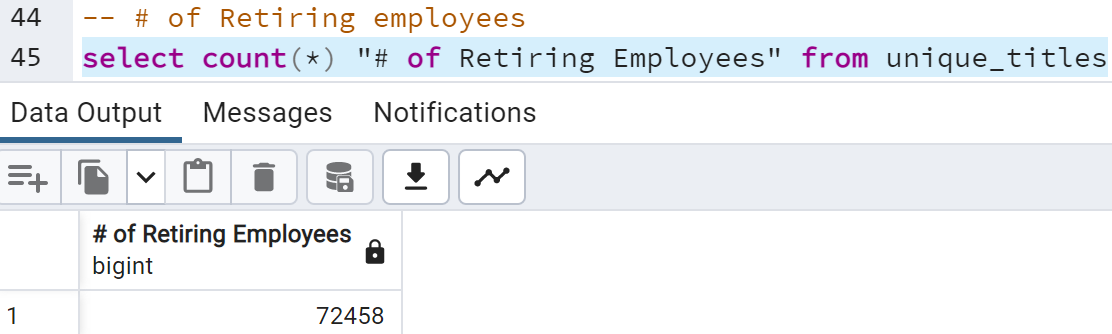 44 -- # of Retiring employees
45 select count(*) "# of Retiring Employees" from unique_titles
Data Output Messages Notifications
# of Retiring Employees
bigint
1 72458